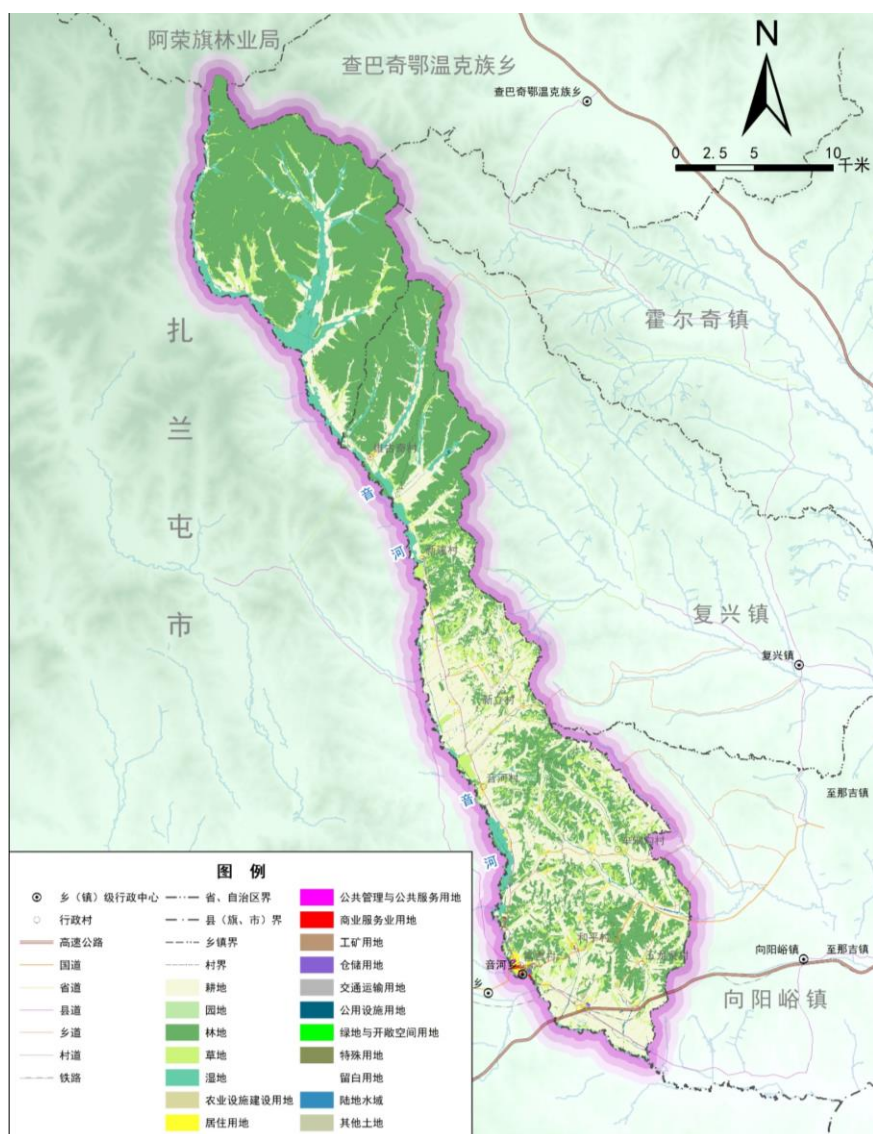 阿荣旗林业局
查巴奇鄂温克族乡
N
查巴奇鄂温克族乡
0 2.5 5 10
千米
霍尔奇镇
扎
兰
屯
市
音
河
复兴镇
复兴镇
音河村
至那吉镇
音
河
和平村
音河乡
乡
向阳峪镇
至那吉镇
向阳峪镇
图 例
乡（镇）级行政中心
省、自治区界
公共管理与公共服务用地
行政村
县（旗、市）界
商业服务业用地
高速公路
乡镇界
工矿用地
国道
村界
仓储用地
省道
耕地
交通运输用地
县道
园地
公用设施用地
乡道
林地
绿地与开敞空间用地
村道
草地
特殊用地
铁路
湿地
留白用地
农业设施建设用地
陆地水域
居住用地
其他土地